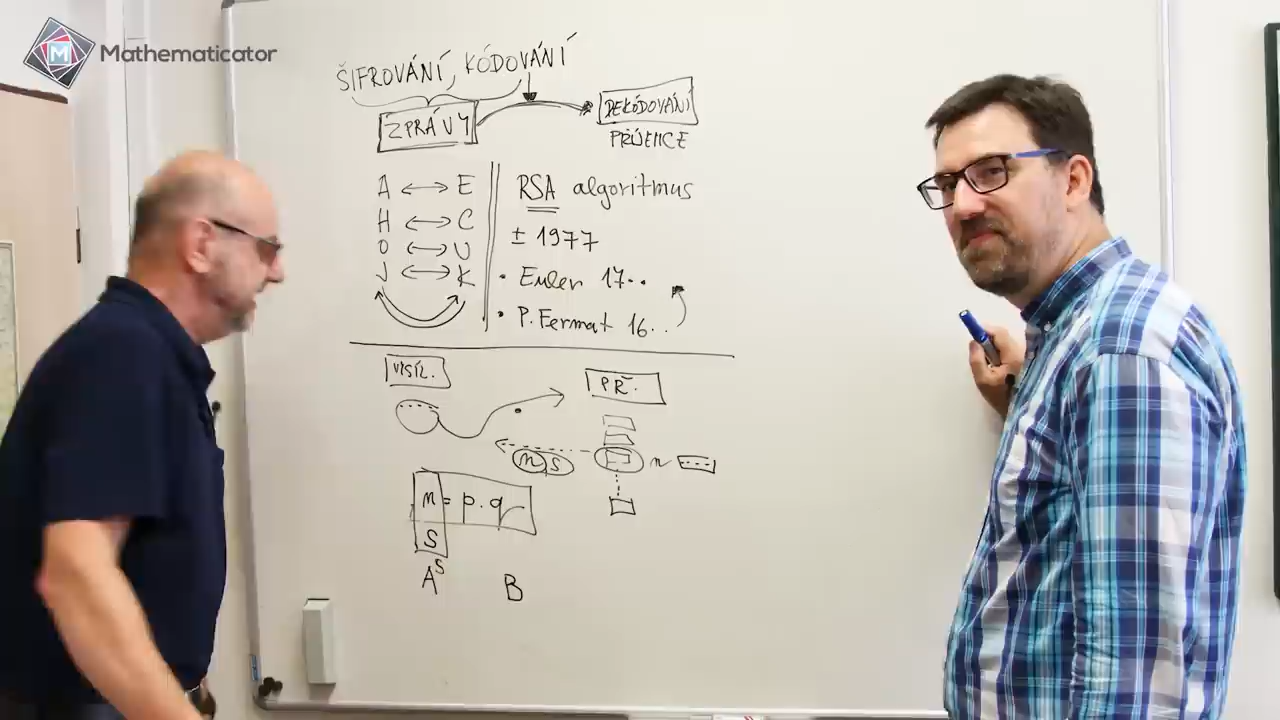 Mathematicator
ŠIFROVÁNÍ, KÓDOVÁNÍ
ZPRÁVY
DEKÓDOVÁNÍ
PŘÍJEMCE
A ↔ E
H ↔ C
O ↔ U
J ↔ K
RSA algoritmus
± 1977
• Euler 17..
• P. Fermat 16..
VYSÍL.
PŘ.
n s
n = p.q
S
A^S B